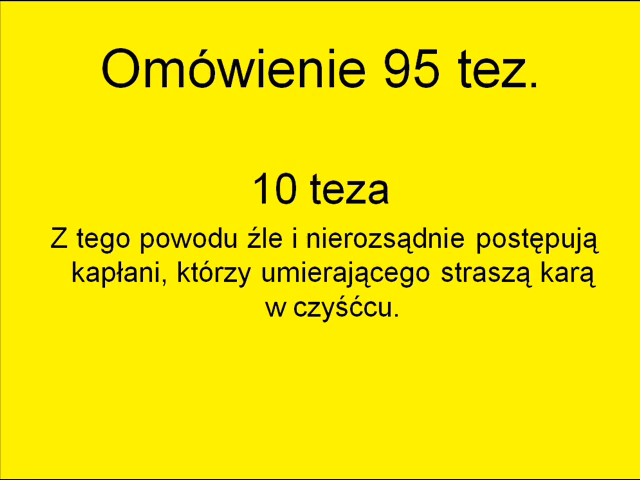 Omówienie 95 tez.
10 teza
Z tego powodu źle i nierozsądnie postępują
kapłani, którzy umierającego straszą karą
w czyśćcu.